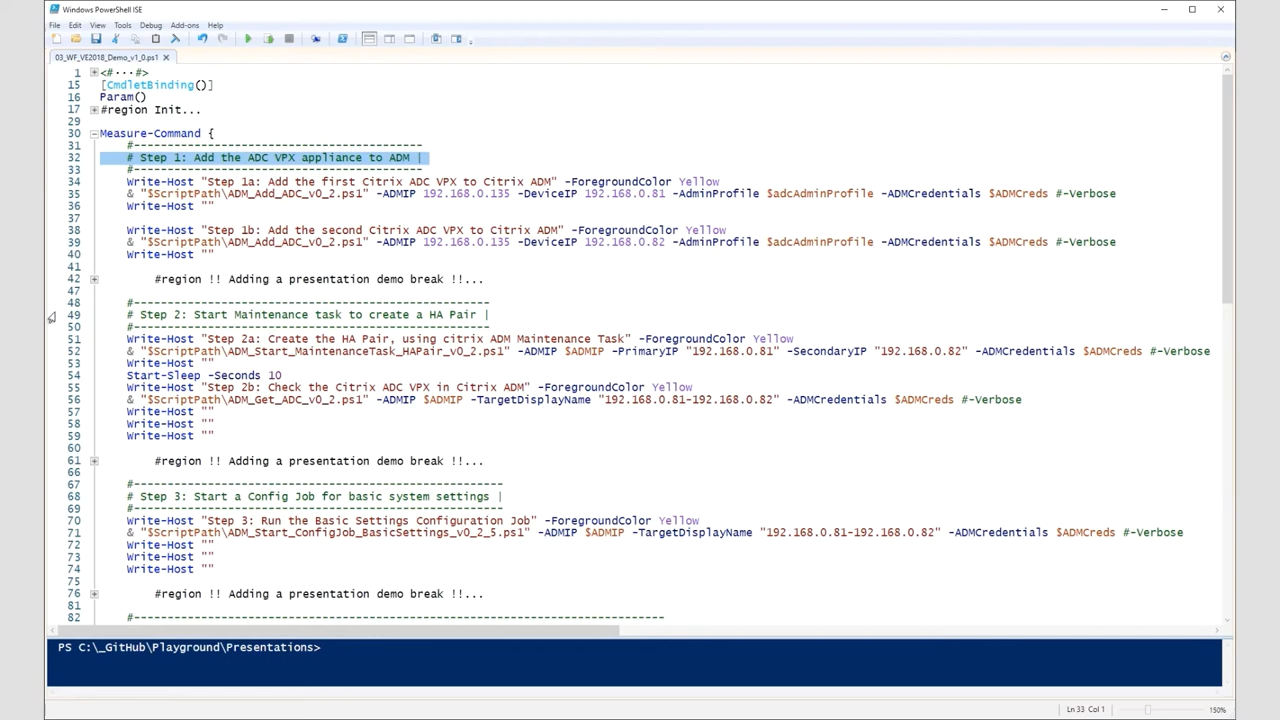 Windows PowerShell ISE
File Edit View Tools Debug Add-ons Help
03_WF_VE2018_Demo_v1_0.ps1
1 <#···#>
15 [CmdletBinding()]
16 Param()
17 #region Init...
29
30 Measure-Command {
31 #-------------------------------------------
32 # Step 1: Add the ADC VPX appliance to ADM |
33 #-------------------------------------------
34 Write-Host "Step 1a: Add the first Citrix ADC VPX to Citrix ADM" -ForegroundColor Yellow
35 & "$ScriptPath\ADM_Add_ADC_v0_2.ps1" -ADMIP 192.168.0.135 -DeviceIP 192.168.0.81 -AdminProfile $adcAdminProfile -ADMCredentials $ADMCreds #-Verbose
36 Write-Host ""
37
38 Write-Host "Step 1b: Add the second Citrix ADC VPX to Citrix ADM" -ForegroundColor Yellow
39 & "$ScriptPath\ADM_Add_ADC_v0_2.ps1" -ADMIP 192.168.0.135 -DeviceIP 192.168.0.82 -AdminProfile $adcAdminProfile -ADMCredentials $ADMCreds #-Verbose
40 Write-Host ""
41
42 #region !! Adding a presentation demo break !!...
47
48 #-----------------------------------------------------
49 # Step 2: Start Maintenance task to create a HA Pair |
50 #-----------------------------------------------------
51 Write-Host "Step 2a: Create the HA Pair, using citrix ADM Maintenance Task" -ForegroundColor Yellow
52 & "$ScriptPath\ADM_Start_MaintenanceTask_HAPair_v0_2.ps1" -ADMIP $ADMIP -PrimaryIP "192.168.0.81" -SecondaryIP "192.168.0.82" -ADMCredentials $ADMCreds #-Verbose
53 Write-Host ""
54 Start-Sleep -Seconds 10
55 Write-Host "Step 2b: Check the Citrix ADC VPX in Citrix ADM" -ForegroundColor Yellow
56 & "$ScriptPath\ADM_Get_ADC_v0_2.ps1" -ADMIP $ADMIP -TargetDisplayName "192.168.0.81-192.168.0.82" -ADMCredentials $ADMCreds #-Verbose
57 Write-Host ""
58 Write-Host ""
59 Write-Host ""
60
61 #region !! Adding a presentation demo break !!...
66
67 #-------------------------------------------------------
68 # Step 3: Start a Config Job for basic system settings |
69 #-------------------------------------------------------
70 Write-Host "Step 3: Run the Basic Settings Configuration Job" -ForegroundColor Yellow
71 & "$ScriptPath\ADM_Start_ConfigJob_BasicSettings_v0_2_5.ps1" -ADMIP $ADMIP -TargetDisplayName "192.168.0.81-192.168.0.82" -ADMCredentials $ADMCreds #-Verbose
72 Write-Host ""
73 Write-Host ""
74 Write-Host ""
75
76 #region !! Adding a presentation demo break !!...
81
82 #-------------------------------------------------------------------------------
PS C:\_GitHub\Playground\Presentations>
Ln 33 Col 1 150%